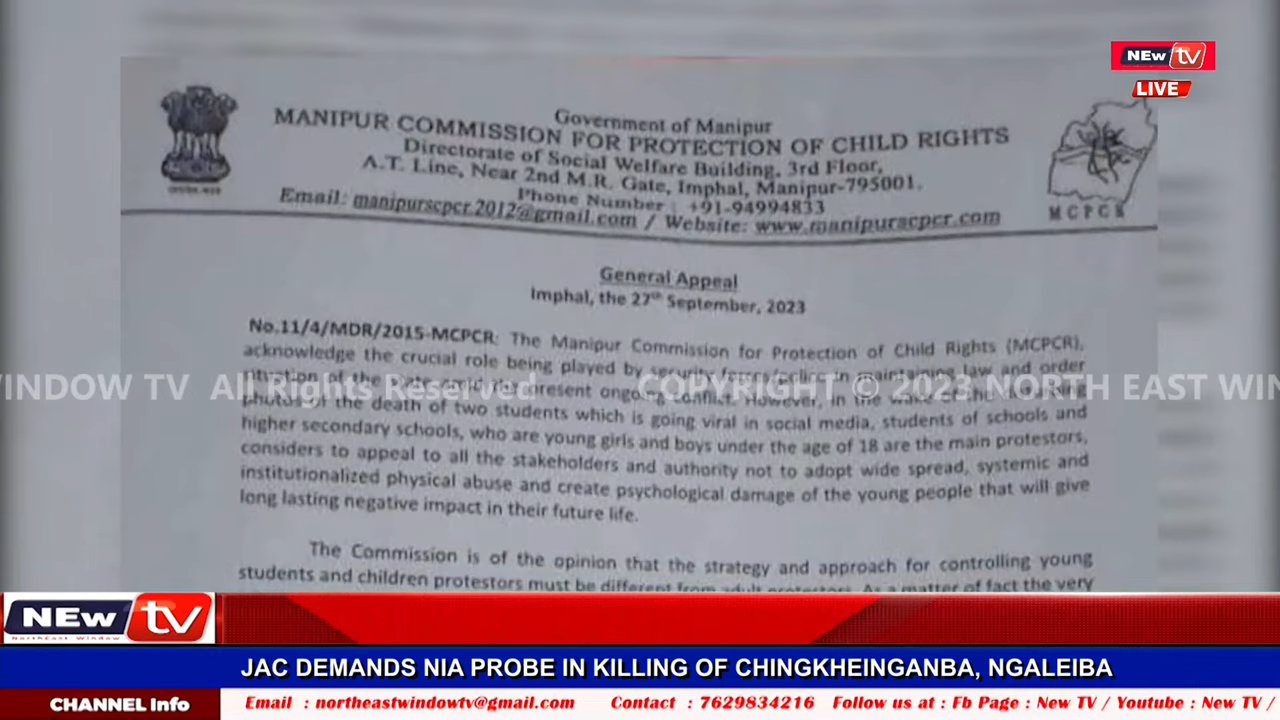 NEW tv
LIVE
Government of Manipur
MANIPUR COMMISSION FOR PROTECTION OF CHILD RIGHTS
Directorate of Social Welfare Building, 3rd Floor,
A.T. Line, Near 2nd M.R. Gate, Imphal, Manipur-795001.
Phone Number : +91-94994833
Email: manipurscpcr.2012@gmail.com / Website: www.manipurscpcr.com
MCPCR
General Appeal
Imphal, the 27th September, 2023
No.11/4/MDR/2015-MCPCR: The Manipur Commission for Protection of Child Rights (MCPCR),
acknowledge the crucial role being played by security forces/police in maintaining law and order
situation of the present ongoing conflict. However, in the
WINDOW TV All Rights Reserved COPYRIGHT © 2023 NORTH EAST WIN
photos of the death of two students which is going viral in social media, students of schools and
higher secondary schools, who are young girls and boys under the age of 18 are the main protestors,
considers to appeal to all the stakeholders and authority not to adopt wide spread, systemic and
institutionalized physical abuse and create psychological damage of the young people that will give
long lasting negative impact in their future life.
The Commission is of the opinion that the strategy and approach for controlling young
students and children protestors must be different from adult protestors. As a matter of fact the very
NEW tv
NorthEast Window
JAC DEMANDS NIA PROBE IN KILLING OF CHINGKHEINGANBA, NGALEIBA
CHANNEL Info Email : northeastwindowtv@gmail.com Contact : 7629834216 Follow us at : Fb Page : New TV / Youtube : New TV /